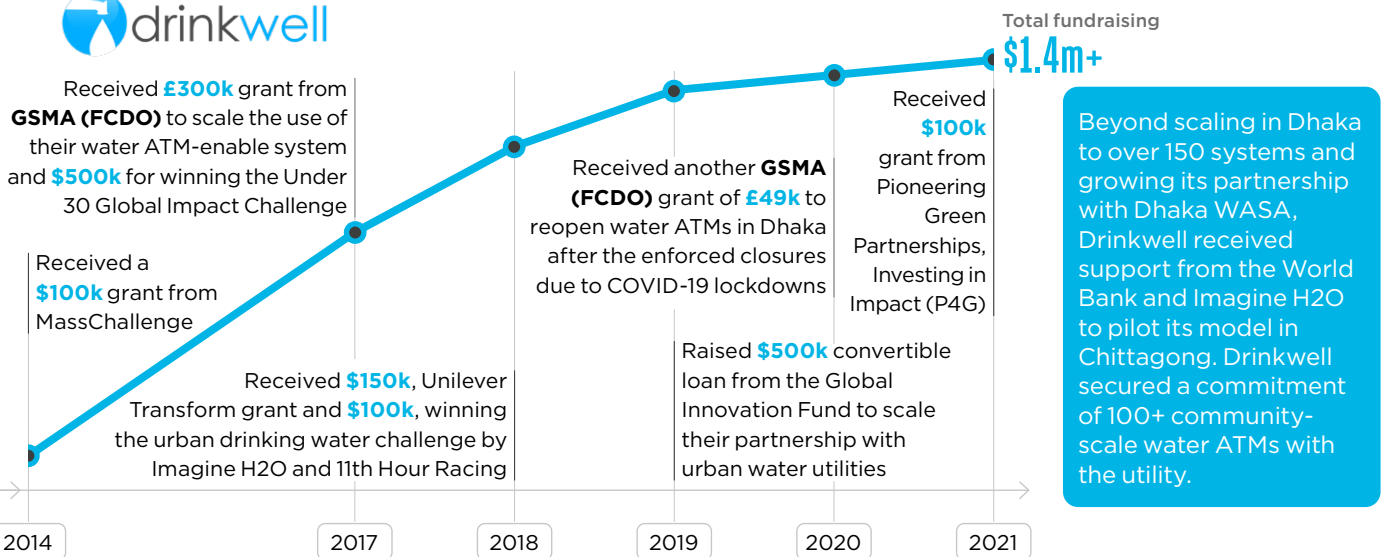 drinkwell
Total fundraising
$1.4m+
Received £300k grant from
GSMA (FCDO) to scale the use of
their water ATM-enable system
and $500k for winning the Under
30 Global Impact Challenge
Received a
$100k grant from
MassChallenge
Received $150k, Unilever
Transform grant and $100k, winning
the urban drinking water challenge by
Imagine H2O and 11th Hour Racing
Received another GSMA
(FCDO) grant of £49k to
reopen water ATMs in Dhaka
after the enforced closures
due to COVID-19 lockdowns
Raised $500k convertible
loan from the Global
Innovation Fund to scale
their partnership with
urban water utilities
Received
$100k
grant from
Pioneering
Green
Partnerships,
Investing in
Impact (P4G)
Beyond scaling in Dhaka
to over 150 systems and
growing its partnership
with Dhaka WASA,
Drinkwell received
support from the World
Bank and Imagine H2O
to pilot its model in
Chittagong. Drinkwell
secured a commitment
of 100+ community-
scale water ATMs with
the utility.
2014
2017
2018
2019
2020
2021